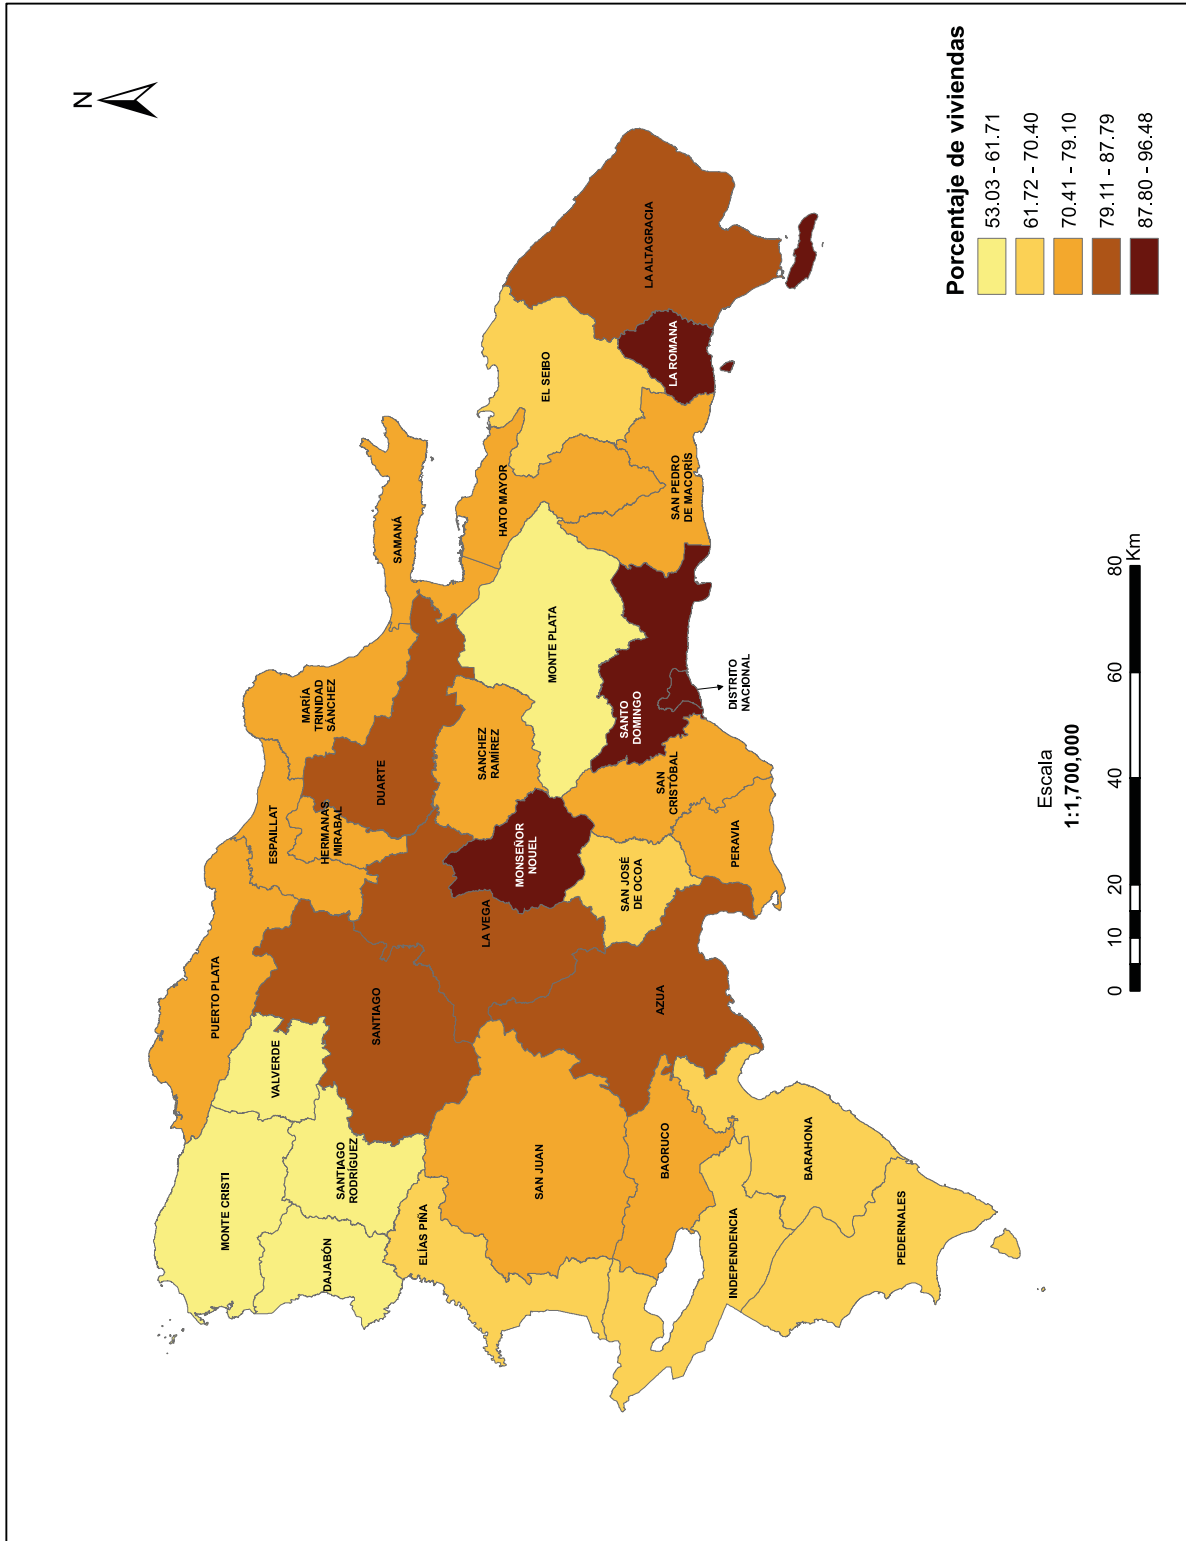 N
MONTE CRISTI
PUERTO PLATA
VALVERDE
DAJABÓN
SANTIAGO
RODRÍGUEZ
SANTIAGO
ESPAILLAT
HERMANAS
MIRABAL
MARÍA
TRINIDAD
SÁNCHEZ
DUARTE
SAMANÁ
ELÍAS PIÑA
SAN JUAN
LA VEGA
MONSEÑOR
NOUEL
SANCHEZ
RAMÍREZ
MONTE PLATA
HATO MAYOR
EL SEIBO
LA ALTAGRACIA
LA ROMANA
SAN PEDRO
DE MACORÍS
SANTO
DOMINGO
DISTRITO
NACIONAL
SAN
CRISTÓBAL
PERAVIA
SAN JOSÉ
DE OCOA
AZUA
BAORUCO
INDEPENDENCIA
BARAHONA
PEDERNALES
Porcentaje de viviendas
53.03 - 61.71
61.72 - 70.40
70.41 - 79.10
79.11 - 87.79
87.80 - 96.48
Escala
1:1,700,000
0 10 20 40 60 80
Km